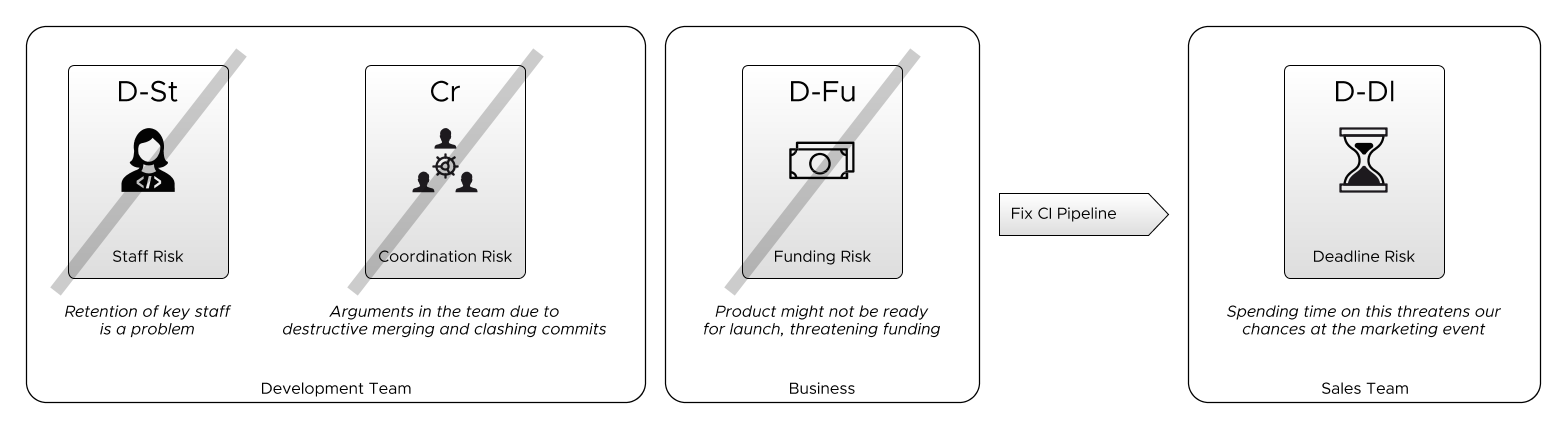 D-St
Staff Risk
Retention of key staff
is a problem
Cr
Coordination Risk
Arguments in the team due to
destructive merging and clashing commits
Development Team
D-Fu
Funding Risk
Product might not be ready
for launch, threatening funding
Business
Fix CI Pipeline
D-Dl
Deadline Risk
Spending time on this threatens our
chances at the marketing event
Sales Team